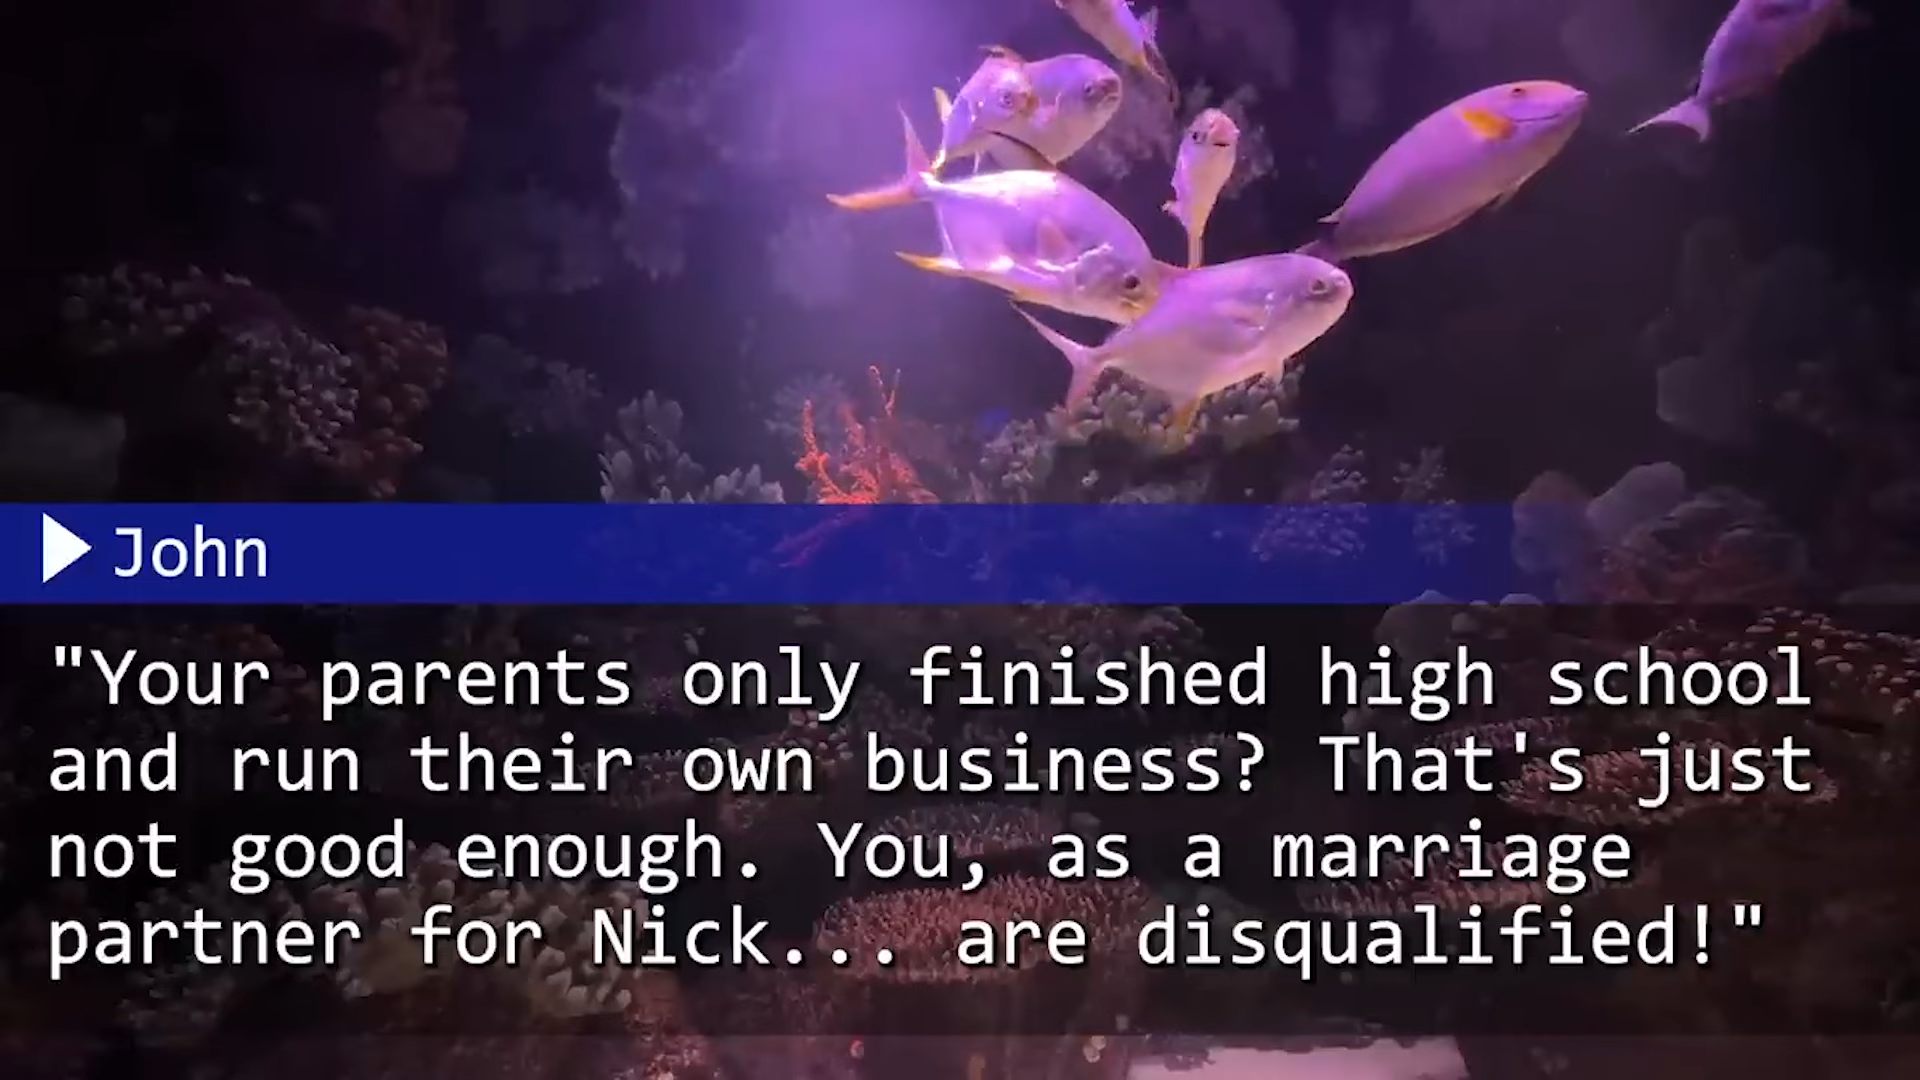 John
"Your parents only finished high school
and run their own business? That's just
not good enough. You, as a marriage
partner for Nick... are disqualified!"